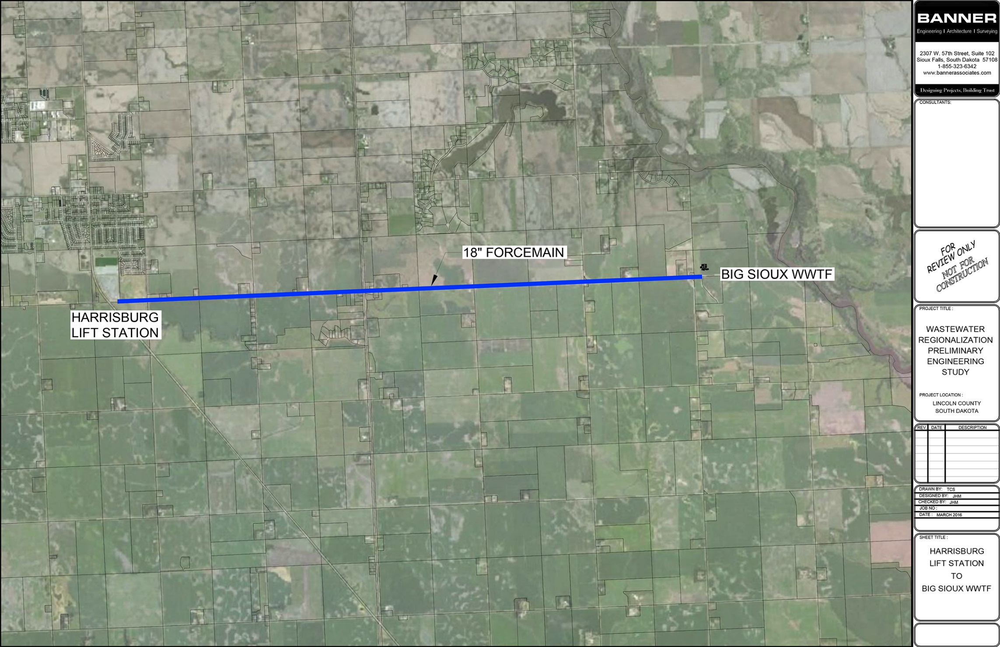 18" FORCEMAIN
BIG SIOUX WWTF
HARRISBURG
LIFT STATION
BANNER
Engineering | Architecture | Surveying
2307 W. 57th Street, Suite 102
Sioux Falls, South Dakota 57108
1-855-323-6342
www.bannerassociates.com
Designing Projects, Building Trust
CONSULTANTS:
FOR
REVIEW ONLY
NOT FOR
CONSTRUCTION
PROJECT TITLE :
WASTEWATER
REGIONALIZATION
PRELIMINARY
ENGINEERING
STUDY
PROJECT LOCATION :
LINCOLN COUNTY
SOUTH DAKOTA
REV. DATE DESCRIPTION
DRAWN BY: TCS
DESIGNED BY: JHM
CHECKED BY: JHM
JOB NO :
DATE : MARCH 2016
SHEET TITLE :
HARRISBURG
LIFT STATION
TO
BIG SIOUX WWTF